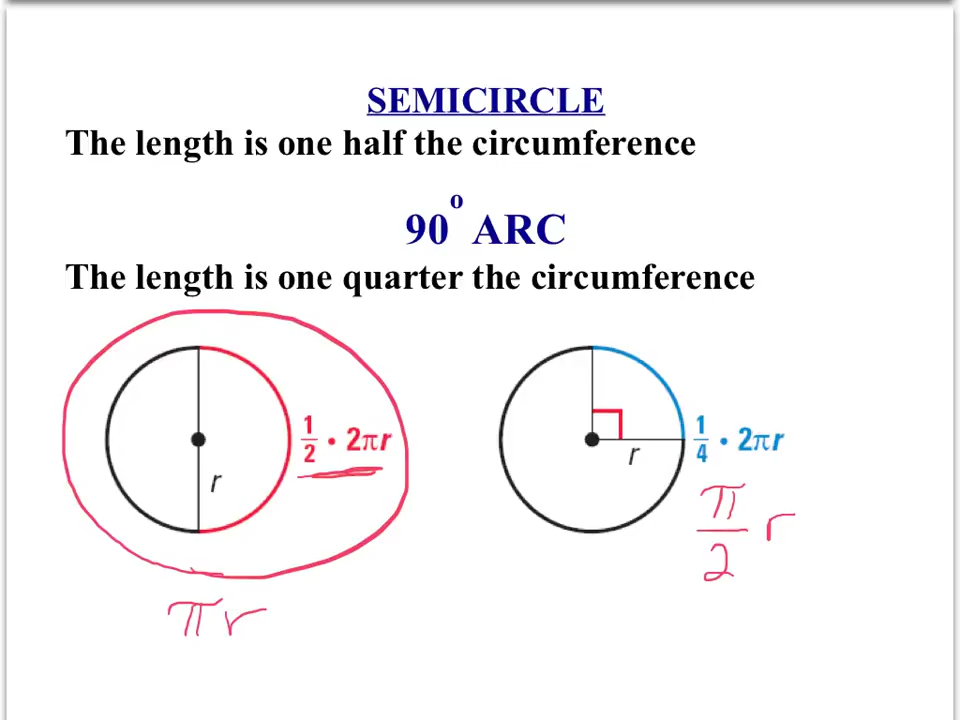 SEMICIRCLE
The length is one half the circumference
90° ARC
The length is one quarter the circumference
1/2 · 2πr
r
1/4 · 2πr
r
π/2 r
πr